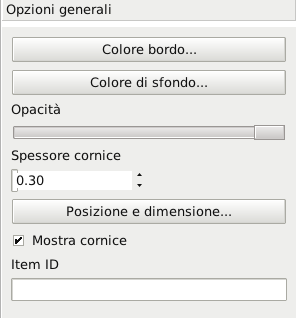 Opzioni generali
Colore bordo...
Colore di sfondo...
Opacità
Spessore cornice
0.30
Posizione e dimensione...
Mostra cornice
Item ID